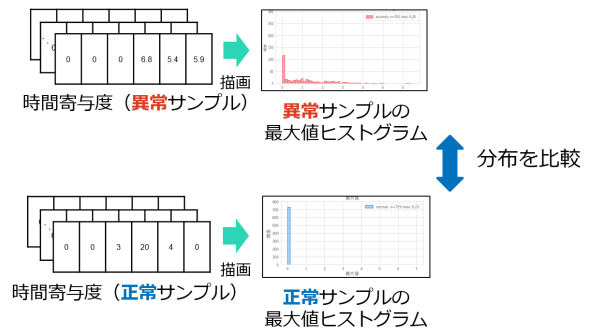 0 0 0 6.8 5.4 5.9
描画
時間寄与度（異常サンプル）
異常サンプルの
最大値ヒストグラム
分布を比較
0 0 3 20 4 0
描画
最大値
時間寄与度（正常サンプル）
正常サンプルの
最大値ヒストグラム